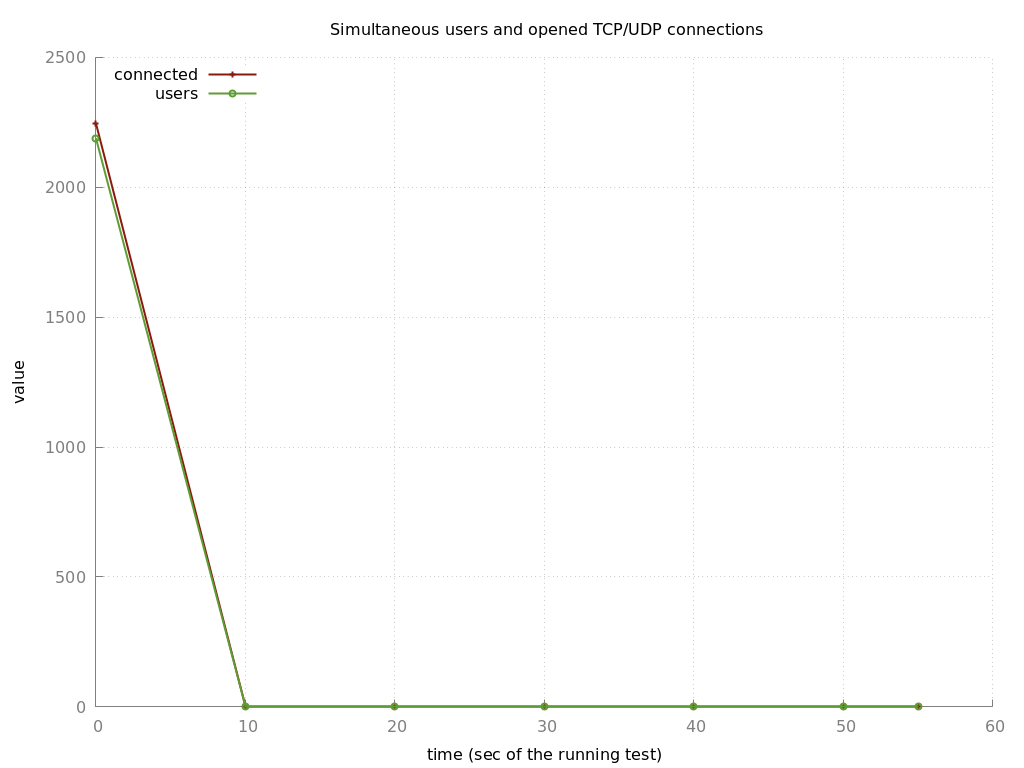 Simultaneous users and opened TCP/UDP connections
2500
connected
users
2000
1500
value
1000
500
0
0 10 20 30 40 50 60
time (sec of the running test)